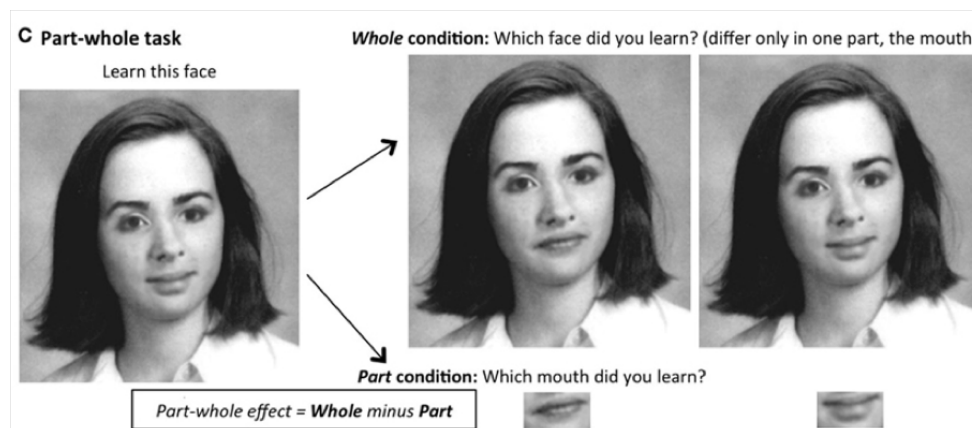 C Part-whole task
Whole condition: Which face did you learn? (differ only in one part, the mouth
Learn this face
Part condition: Which mouth did you learn?
Part-whole effect = Whole minus Part